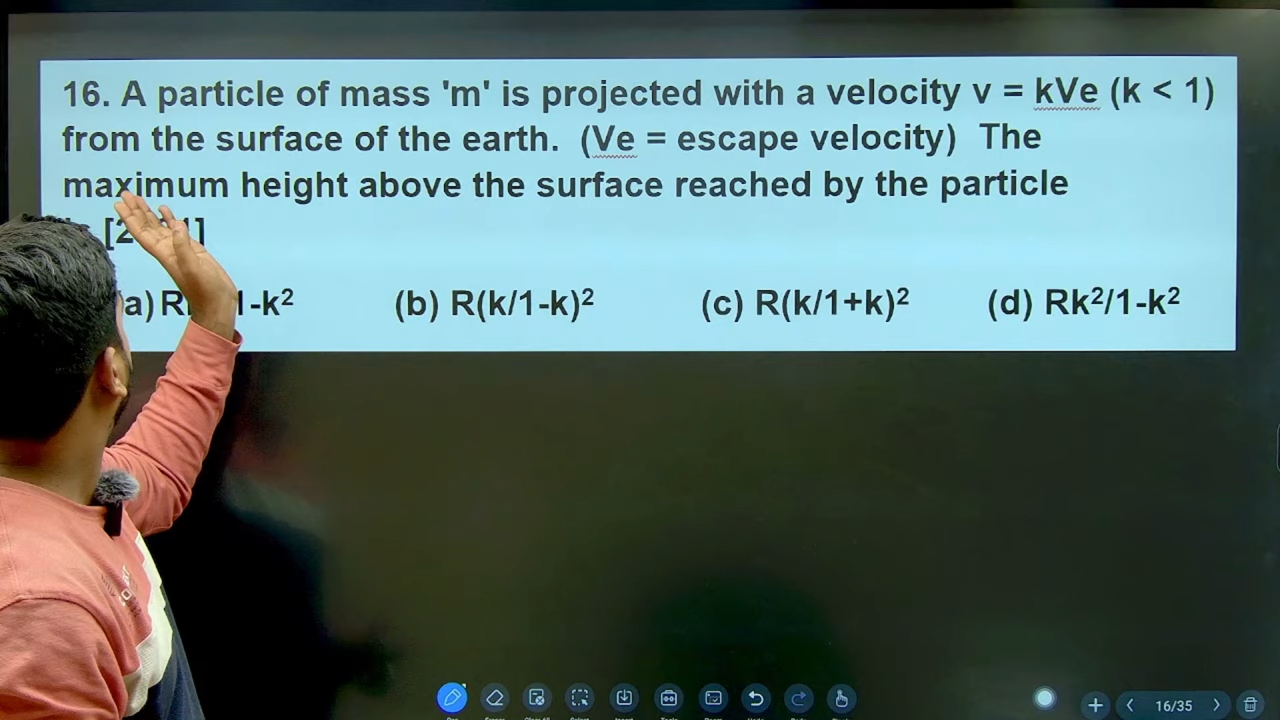 16. A particle of mass 'm' is projected with a velocity v = kVe (k < 1)
from the surface of the earth. (Ve = escape velocity) The
maximum height above the surface reached by the particle
a) R 1-k² (b) R(k/1-k)² (c) R(k/1+k)² (d) Rk²/1-k²
16/35